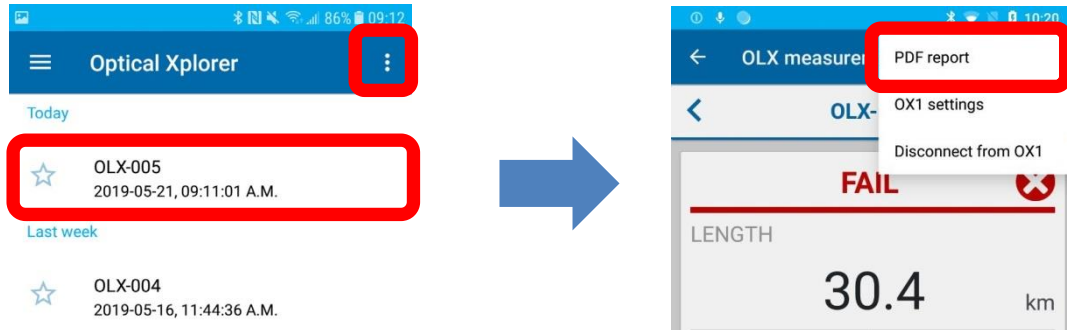 86% 09:12
Optical Xplorer
Today
OLX-005
2019-05-21, 09:11:01 A.M.
Last week
OLX-004
2019-05-16, 11:44:36 A.M.
10:20
OLX measurer
PDF report
OLX-
OX1 settings
Disconnect from OX1
FAIL
LENGTH
30.4 km